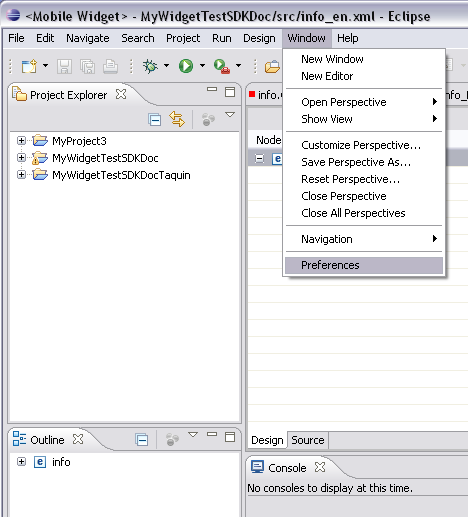 <Mobile Widget> - MyWidgetTestSDKDoc/src/info_en.xml - Eclipse
File Edit Navigate Search Project Run Design Window Help
New Window
New Editor
Open Perspective
Show View
Customize Perspective...
Save Perspective As...
Reset Perspective...
Close Perspective
Close All Perspectives
Navigation
Preferences
Project Explorer
MyProject3
MyWidgetTestSDKDoc
MyWidgetTestSDKDocTaquin
Node
Design Source
Outline
info
Console
No consoles to display at this time.